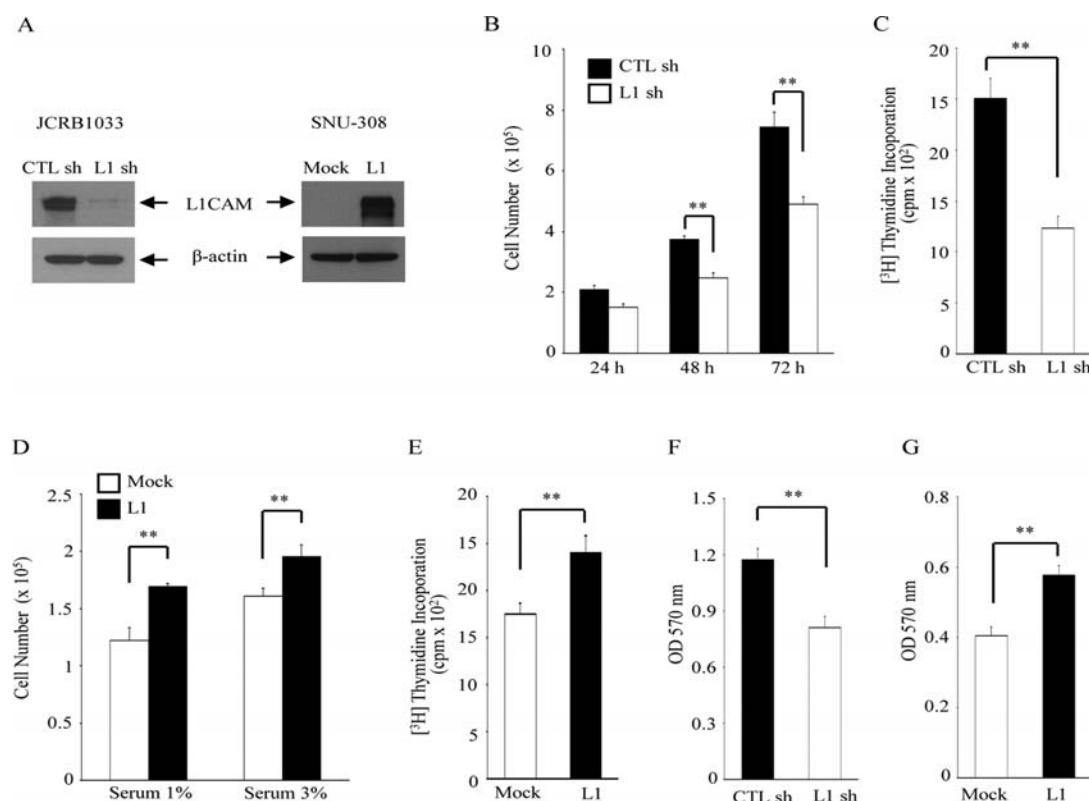 A
JCRB1033
CTL sh L1 sh
SNU-308
Mock L1
L1CAM
β-actin
B
10
8
6
4
2
0
Cell Number (x 10⁵)
CTL sh
L1 sh
**
**
24 h 48 h 72 h
C
20
15
10
15
0
[³H] Thymidine Incoporation
(cpm x 10²)
**
CTL sh L1 sh
D
2.5
2
1.5
1
0.5
0
Cell Number (x 10⁵)
Mock
L1
**
**
Serum 1% Serum 3%
E
20
15
10
15
0
[³H] Thymidine Incoporation
(cpm x 10²)
**
Mock L1
F
1.5
1.2
0.9
0.6
0.3
0
OD 570 nm
**
CTL sh L1 sh
G
0.8
0.6
0.4
0.2
0
OD 570 nm
**
Mock L1